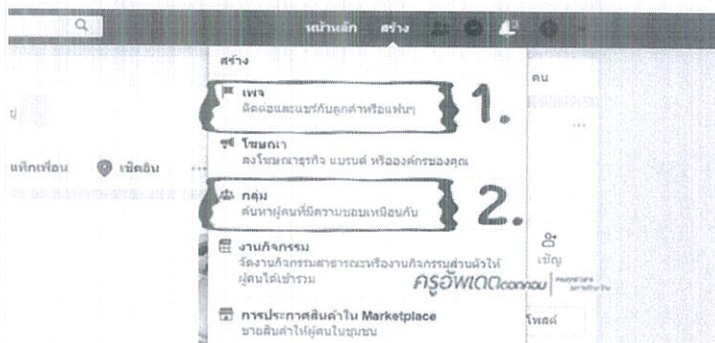 หน้าหลัก สร้าง 3
สร้าง
คน
เพจ
ติดต่อและแชร์กับลูกค้าหรือแฟนๆ
1.
โฆษณา
ลงโฆษณาธุรกิจ แบรนด์ หรือองค์กรของคุณ
แท็กเพื่อน เช็คอิน ...
กลุ่ม
ค้นหาผู้คนที่มีความชอบเหมือนกัน
2.
งานกิจกรรม
จัดงานกิจกรรมสาธารณะหรืองานกิจกรรมส่วนตัวให้
ผู้คนได้เข้าร่วม
เชิญ
ครูอัพเดตดอทคอม
การประกาศสินค้าใน Marketplace
ขายสินค้าให้ผู้คนในชุมชน
โพสต์